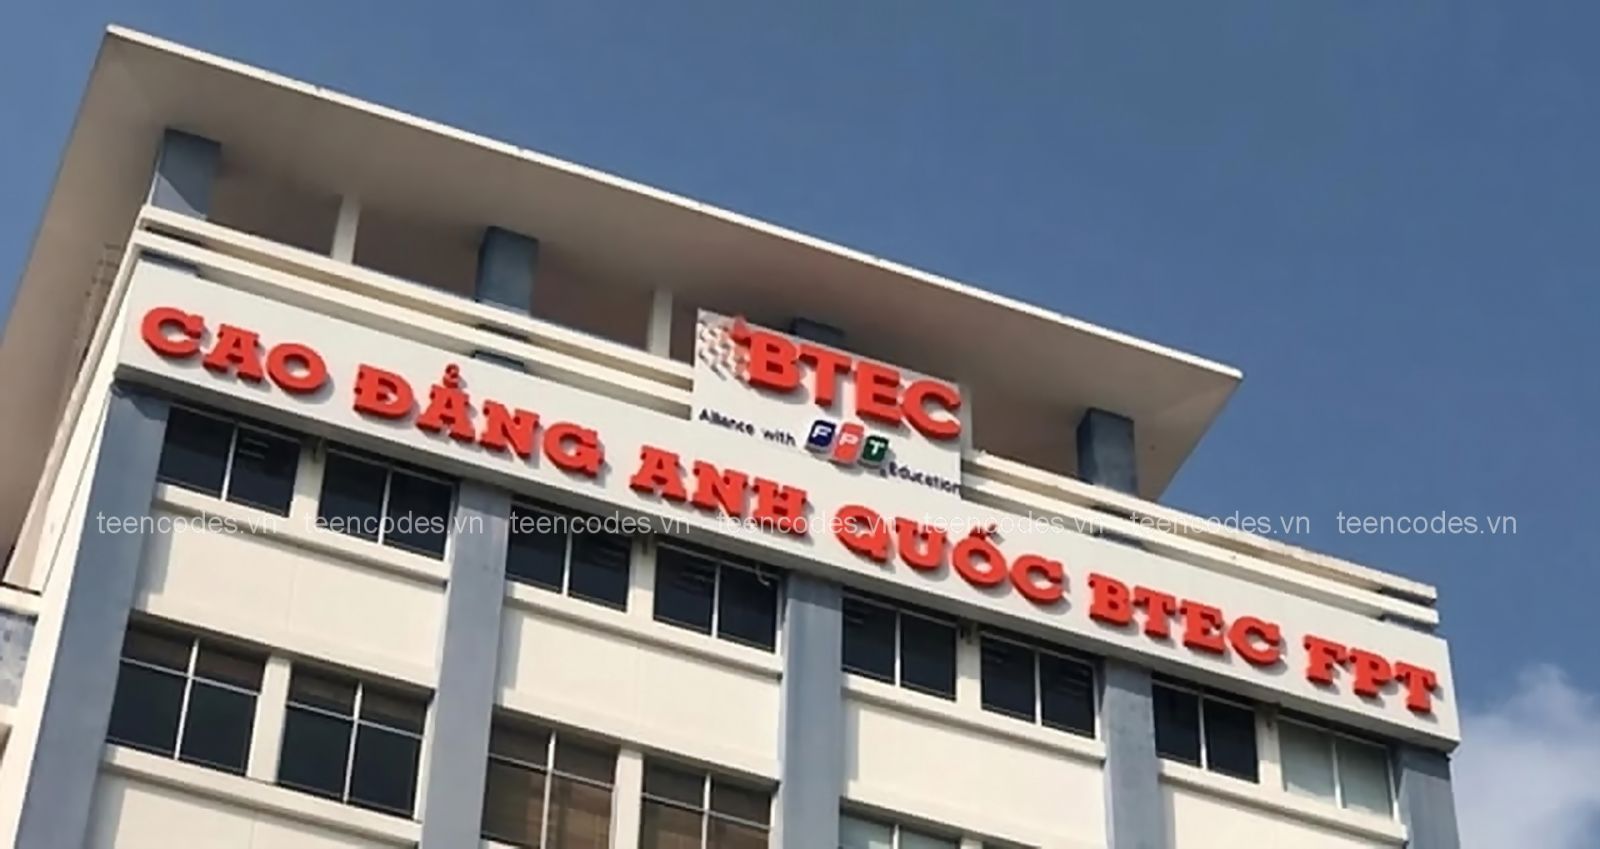 BTEC
Alliance with FPT Education
CAO ĐẲNG ANH QUỐC BTEC FPT
teencodes.vn teencodes.vn teencodes.vn teencodes.vn teencodes.vn teencodes.vn teencodes.vn